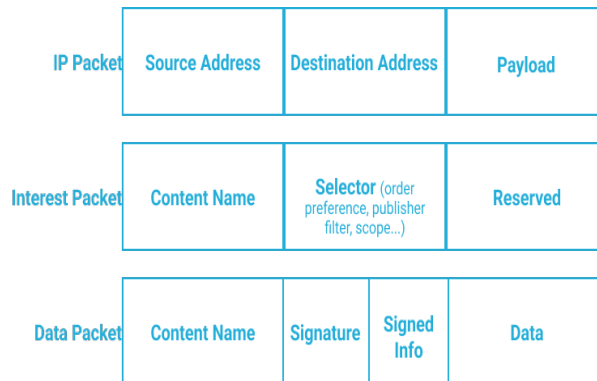 IP Packet Source Address Destination Address Payload
Interest Packet Content Name Selector (order
preference, publisher
filter, scope...) Reserved
Data Packet Content Name Signature Signed
Info Data